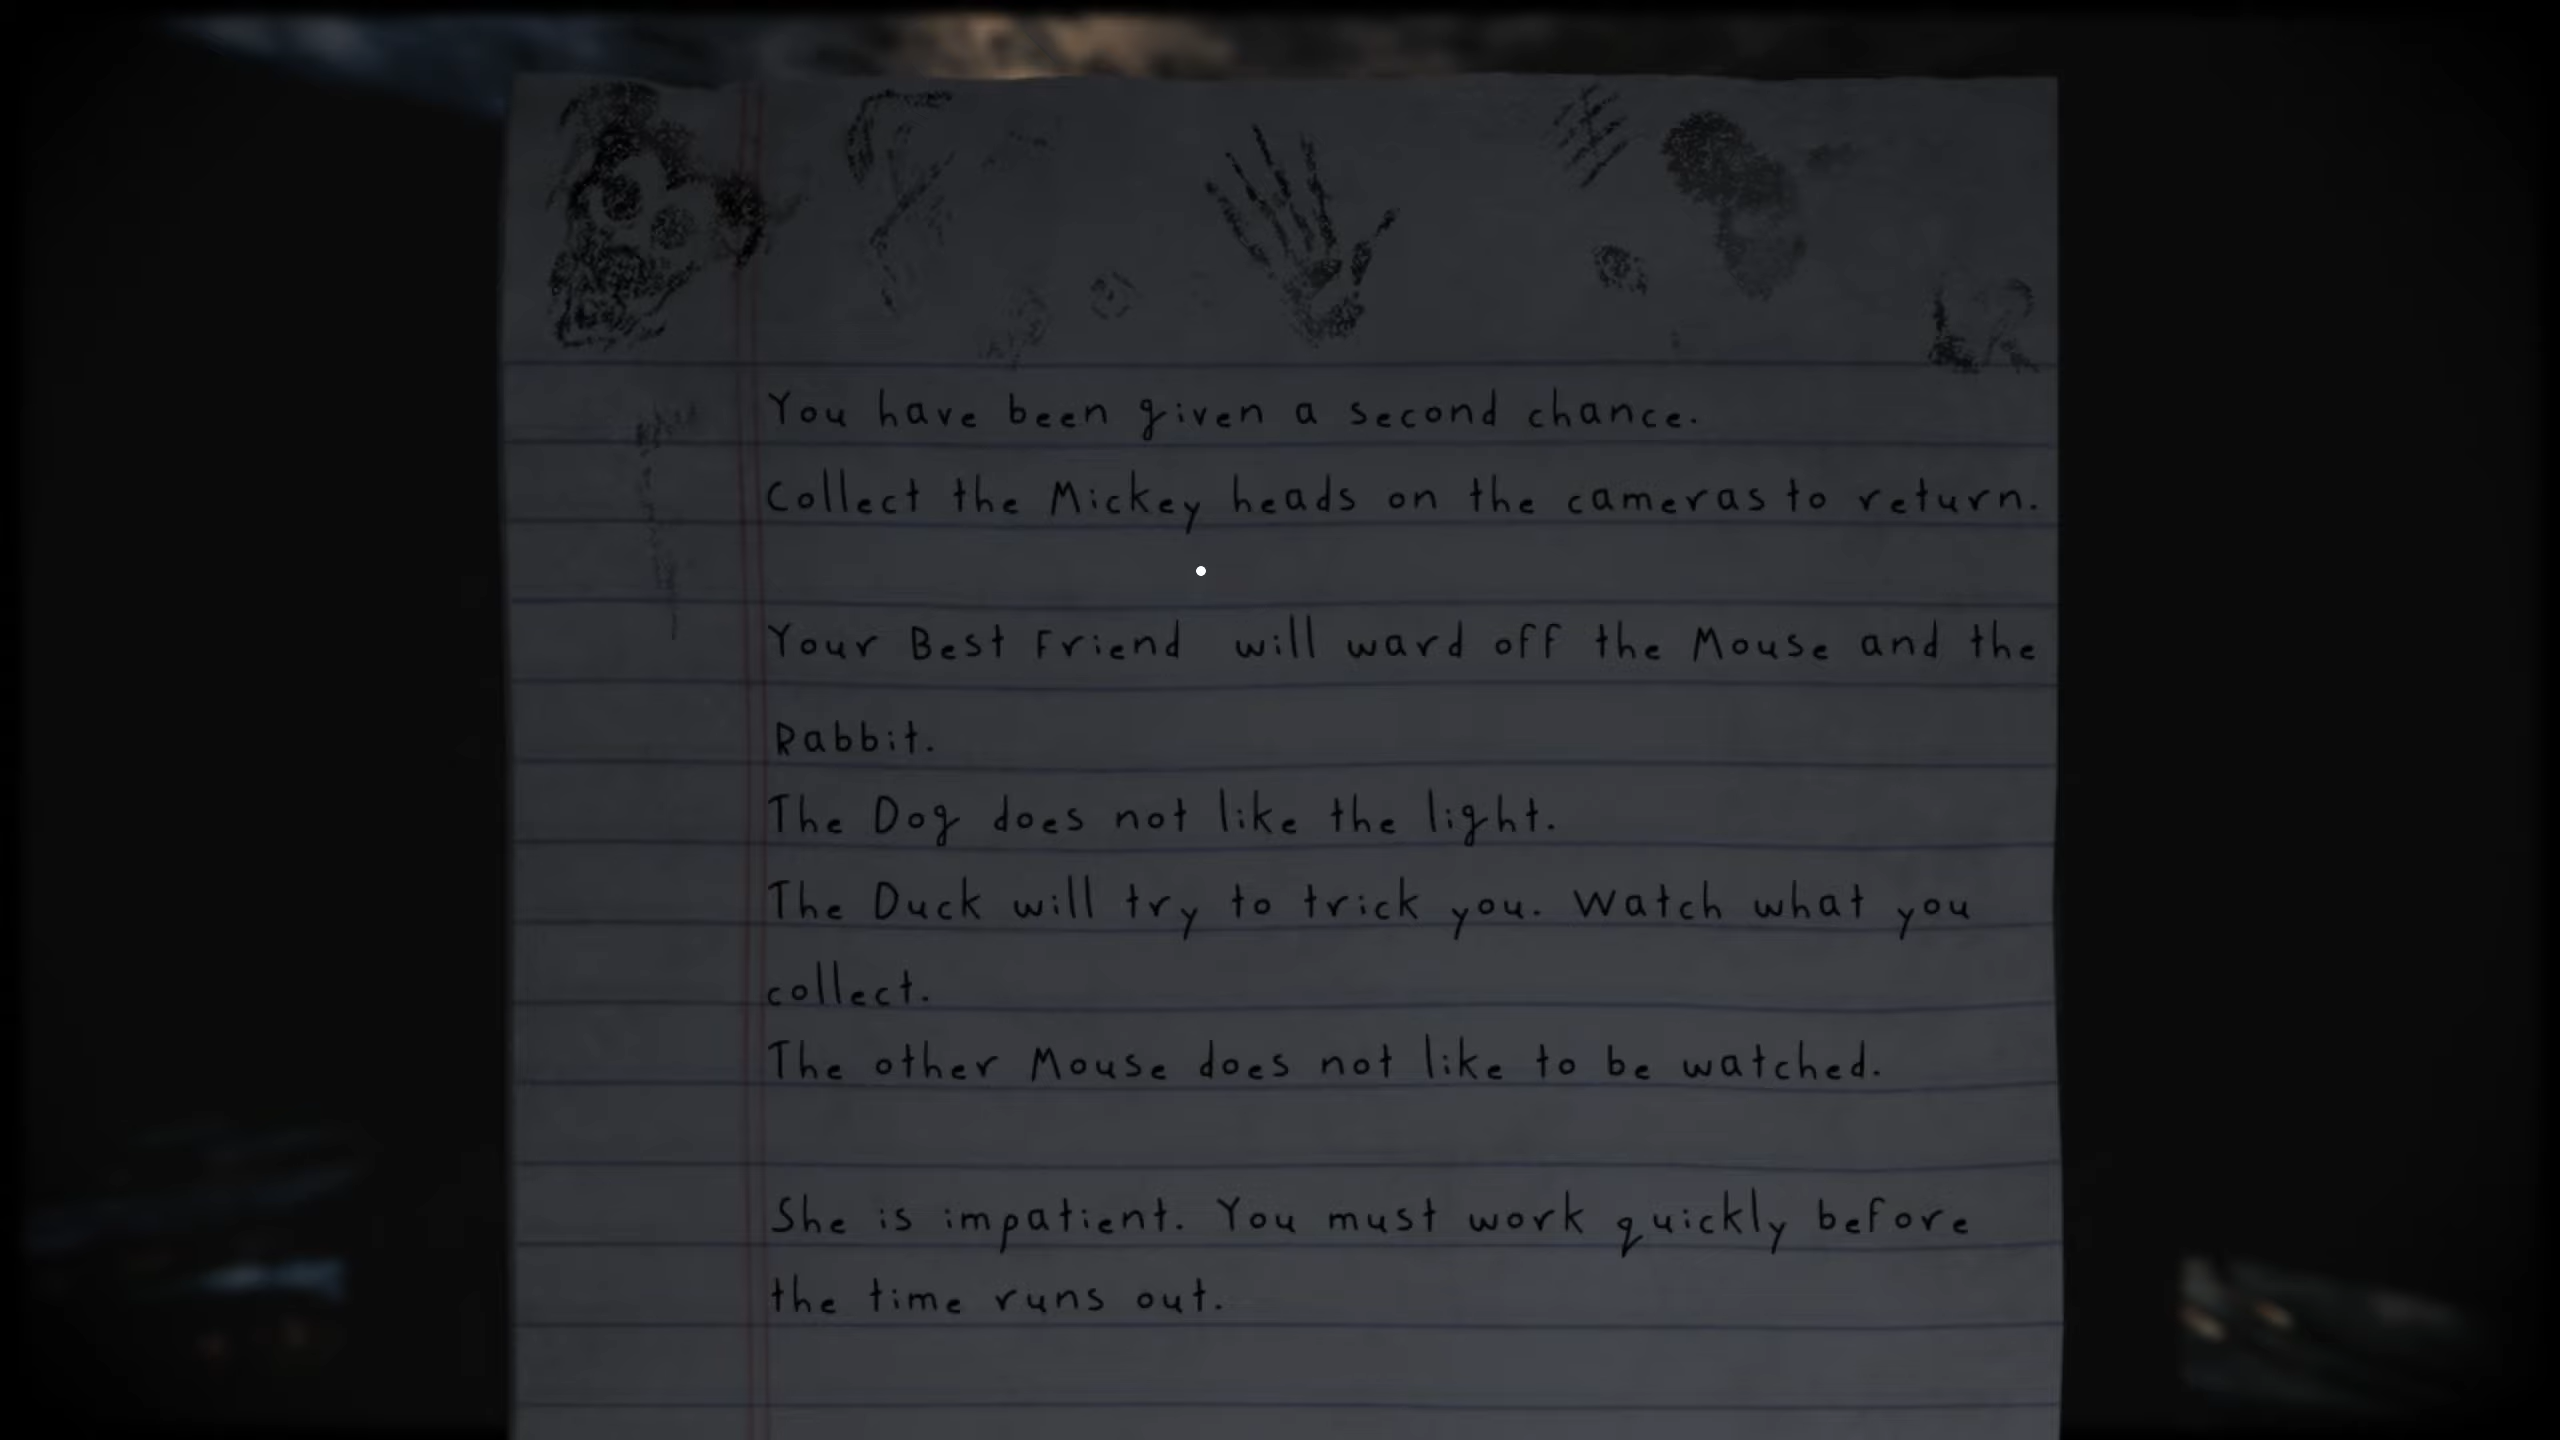 You have been given a second chance.
Collect the Mickey heads on the cameras to return.
Your Best Friend will ward off the Mouse and the
Rabbit.
The Dog does not like the light.
The Duck will try to trick you. Watch what you
collect.
The other Mouse does not like to be watched.
She is impatient. You must work quickly before
the time runs out.